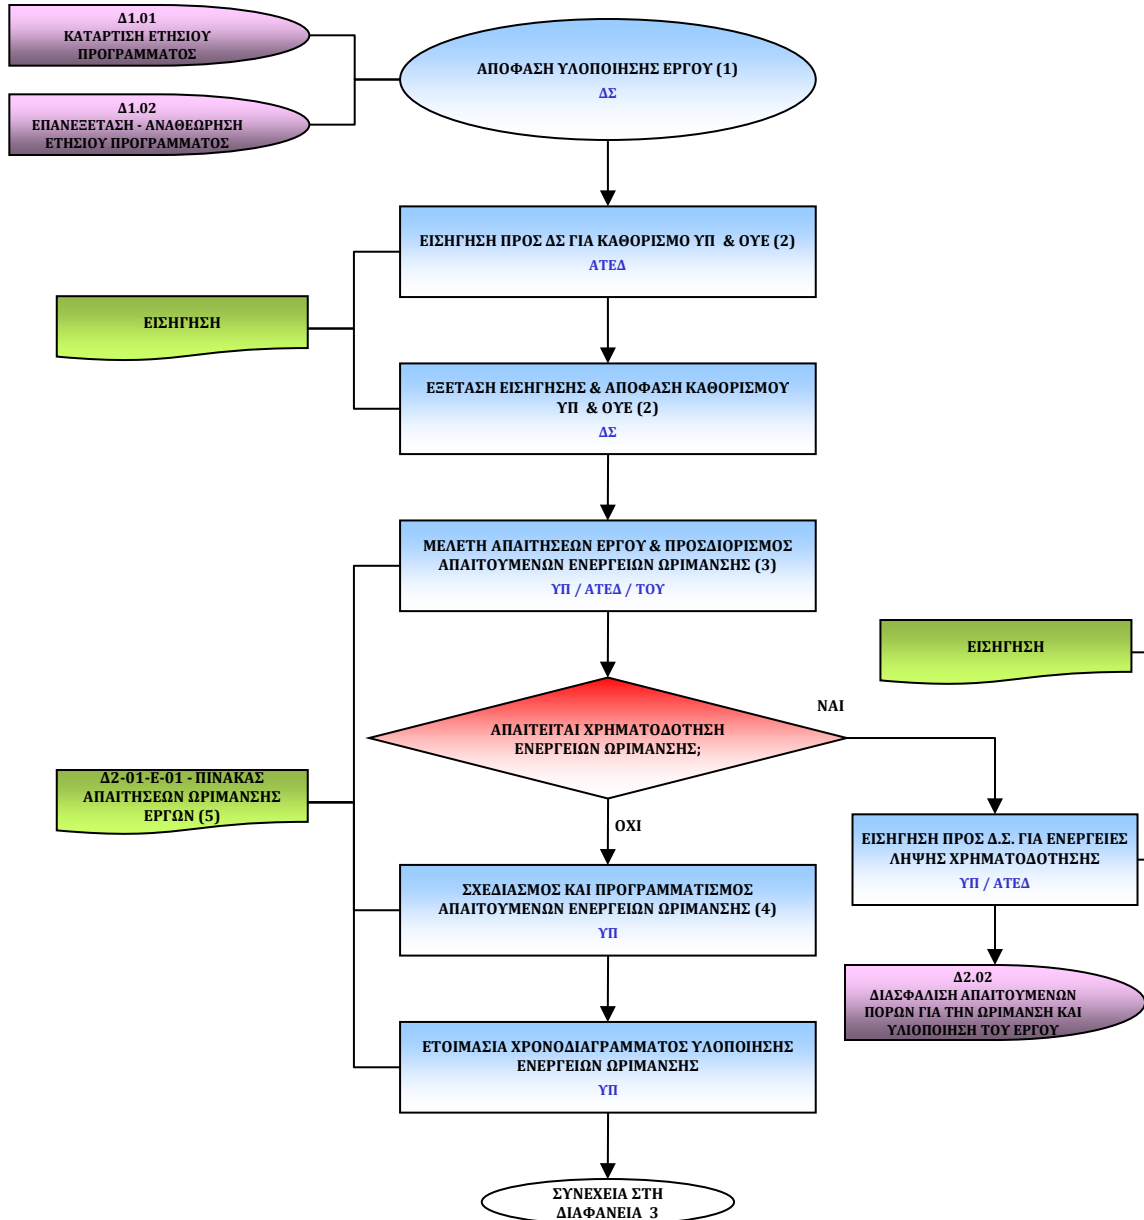 Δ1.01
ΚΑΤΑΡΤΙΣΗ ΕΤΗΣΙΟΥ
ΠΡΟΓΡΑΜΜΑΤΟΣ
Δ1.02
ΕΠΑΝΕΞΕΤΑΣΗ - ΑΝΑΘΕΩΡΗΣΗ
ΕΤΗΣΙΟΥ ΠΡΟΓΡΑΜΜΑΤΟΣ
ΑΠΟΦΑΣΗ ΥΛΟΠΟΙΗΣΗΣ ΕΡΓΟΥ (1)
ΔΣ
ΕΙΣΗΓΗΣΗ ΠΡΟΣ ΔΣ ΓΙΑ ΚΑΘΟΡΙΣΜΟ ΥΠ & ΟΥΕ (2)
ΑΤΕΔ
ΕΙΣΗΓΗΣΗ
ΕΞΕΤΑΣΗ ΕΙΣΗΓΗΣΗΣ & ΑΠΟΦΑΣΗ ΚΑΘΟΡΙΣΜΟΥ
ΥΠ & ΟΥΕ (2)
ΔΣ
ΜΕΛΕΤΗ ΑΠΑΙΤΗΣΕΩΝ ΕΡΓΟΥ & ΠΡΟΣΔΙΟΡΙΣΜΟΣ
ΑΠΑΙΤΟΥΜΕΝΩΝ ΕΝΕΡΓΕΙΩΝ ΩΡΙΜΑΝΣΗΣ (3)
ΥΠ / ΑΤΕΔ / ΤΟΥ
ΕΙΣΗΓΗΣΗ
ΑΠΑΙΤΕΙΤΑΙ ΧΡΗΜΑΤΟΔΟΤΗΣΗ
ΕΝΕΡΓΕΙΩΝ ΩΡΙΜΑΝΣΗΣ;
ΝΑΙ
ΟΧΙ
Δ2-01-Ε-01 - ΠΙΝΑΚΑΣ
ΑΠΑΙΤΗΣΕΩΝ ΩΡΙΜΑΝΣΗΣ
ΕΡΓΩΝ (5)
ΕΙΣΗΓΗΣΗ ΠΡΟΣ Δ.Σ. ΓΙΑ ΕΝΕΡΓΕΙΕΣ
ΛΗΨΗΣ ΧΡΗΜΑΤΟΔΟΤΗΣΗΣ
ΥΠ / ΑΤΕΔ
ΣΧΕΔΙΑΣΜΟΣ ΚΑΙ ΠΡΟΓΡΑΜΜΑΤΙΣΜΟΣ
ΑΠΑΙΤΟΥΜΕΝΩΝ ΕΝΕΡΓΕΙΩΝ ΩΡΙΜΑΝΣΗΣ (4)
ΥΠ
Δ2.02
ΔΙΑΣΦΑΛΙΣΗ ΑΠΑΙΤΟΥΜΕΝΩΝ
ΠΟΡΩΝ ΓΙΑ ΤΗΝ ΩΡΙΜΑΝΣΗ ΚΑΙ
ΥΛΙΟΠΟΙΗΣΗ ΤΟΥ ΕΡΓΟΥ
ΕΤΟΙΜΑΣΙΑ ΧΡΟΝΟΔΙΑΓΡΑΜΜΑΤΟΣ ΥΛΟΠΟΙΗΣΗΣ
ΕΝΕΡΓΕΙΩΝ ΩΡΙΜΑΝΣΗΣ
ΥΠ
ΣΥΝΕΧΕΙΑ ΣΤΗ
ΔΙΑΦΑΝΕΙΑ 3